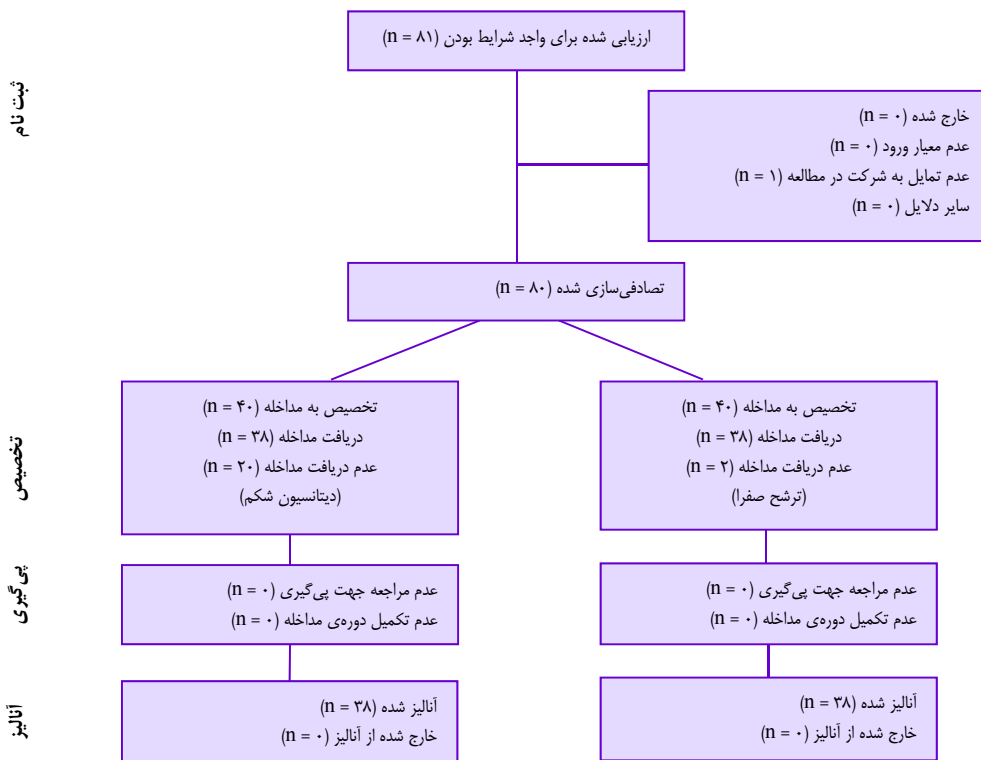 ارزیابی شده برای واجد شرایط بودن (n = ۸۱)
ثبت نام
خارج شده (n = ۰)
عدم معیار ورود (n = ۰)
عدم تمایل به شرکت در مطالعه (n = ۱)
سایر دلایل (n = ۰)
تصادفی‌سازی شده (n = ۸۰)
تخصیص به مداخله (n = ۴۰)
دریافت مداخله (n = ۳۸)
عدم دریافت مداخله (n = ۲)
(ترشح صفرا)
تخصیص به مداخله (n = ۴۰)
دریافت مداخله (n = ۳۸)
عدم دریافت مداخله (n = ۲۰)
(دیتانسیون شکم)
تخصیص
عدم مراجعه جهت پی‌گیری (n = ۰)
عدم تکمیل دوره‌ی مداخله (n = ۰)
عدم مراجعه جهت پی‌گیری (n = ۰)
عدم تکمیل دوره‌ی مداخله (n = ۰)
پی‌گیری
آنالیز شده (n = ۳۸)
خارج شده از آنالیز (n = ۰)
آنالیز شده (n = ۳۸)
خارج شده از آنالیز (n = ۰)
آنالیز